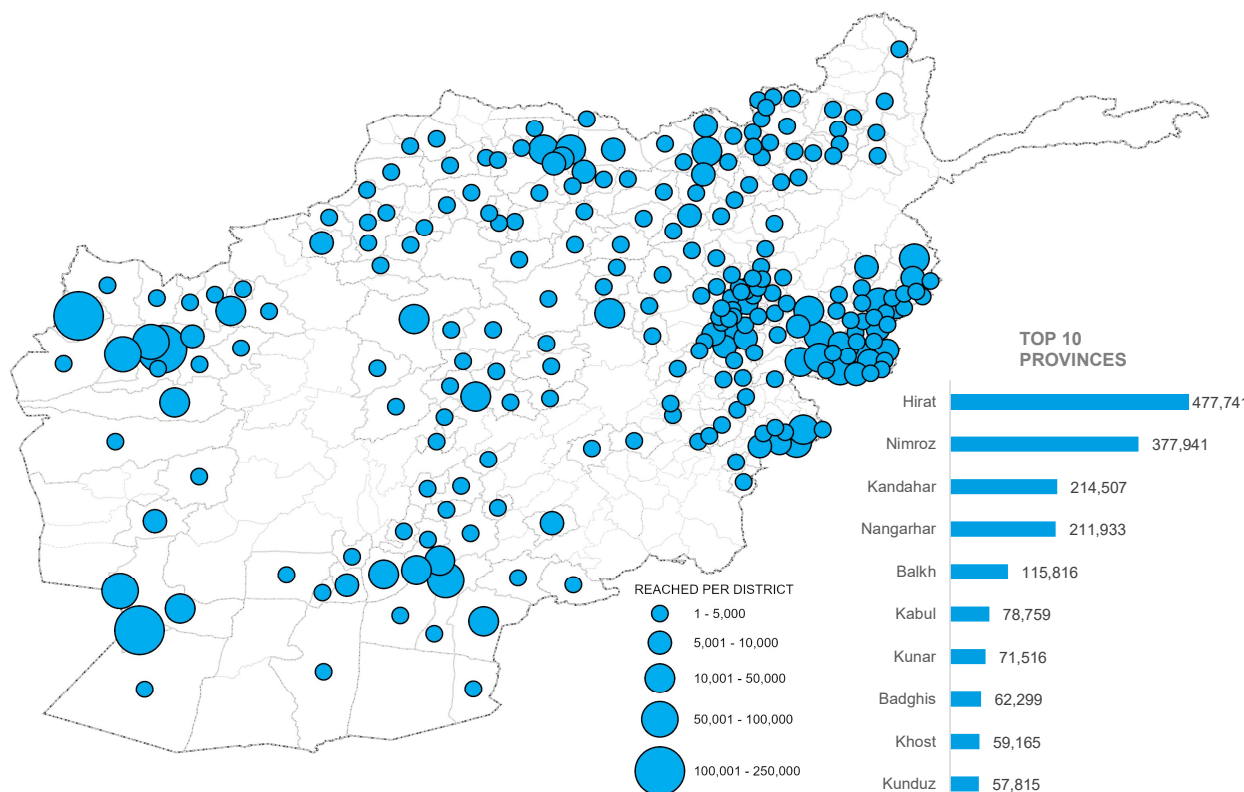 TOP 10
PROVINCES
Hirat 477,741
Nimroz 377,941
Kandahar 214,507
Nangarhar 211,933
Balkh 115,816
Kabul 78,759
Kunar 71,516
Badghis 62,299
Khost 59,165
Kunduz 57,815
REACHED PER DISTRICT
1 - 5,000
5,001 - 10,000
10,001 - 50,000
50,001 - 100,000
100,001 - 250,000